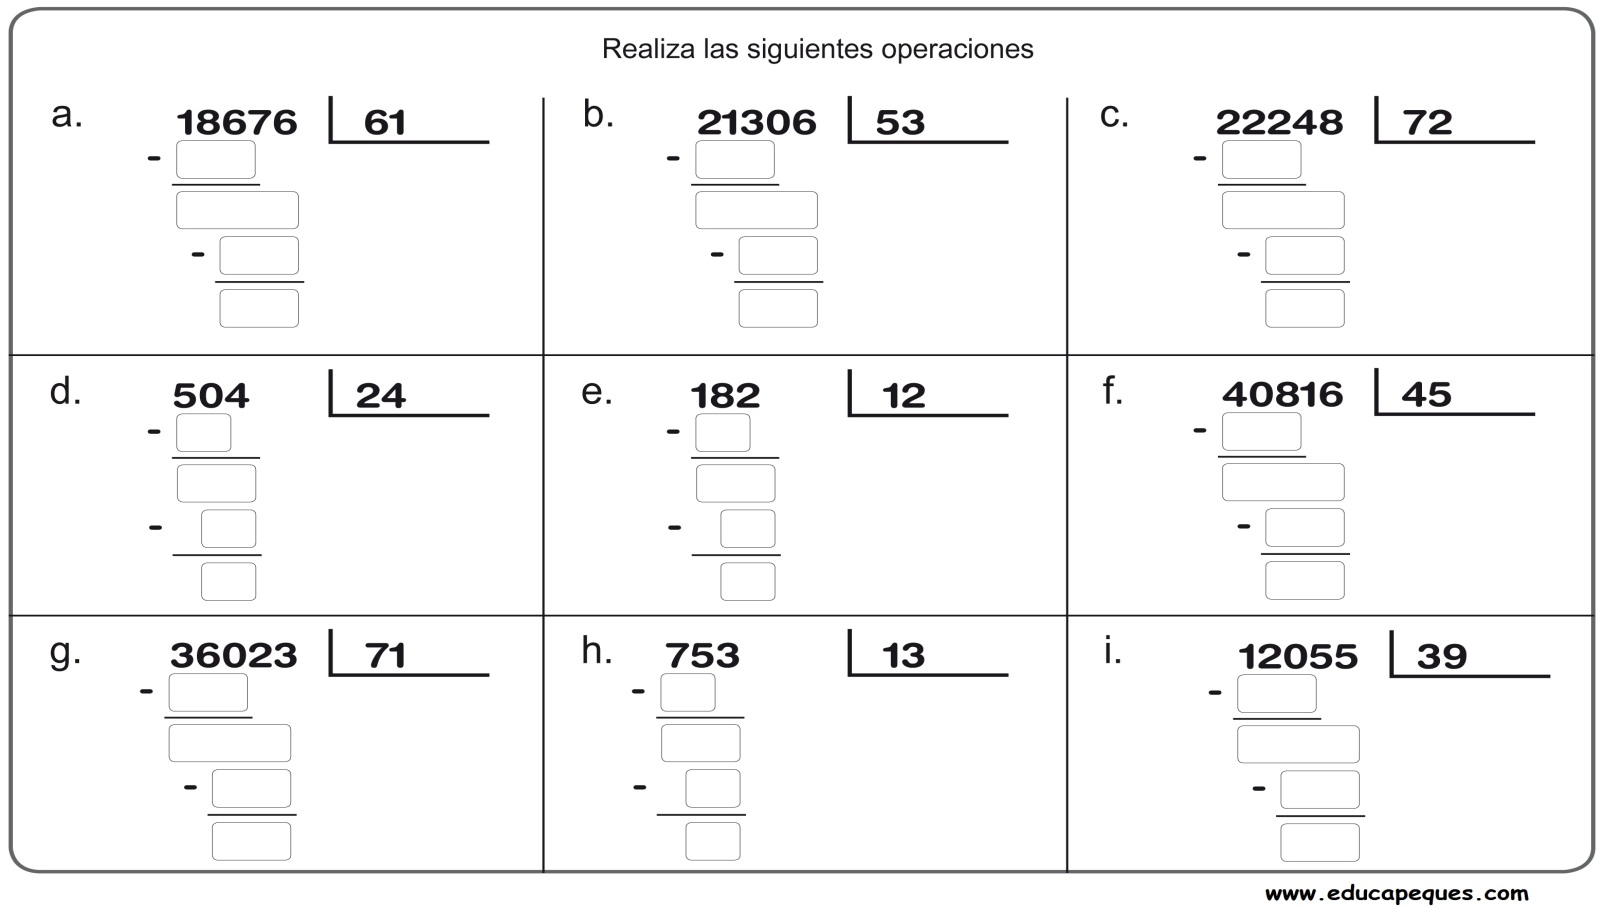 Realiza las siguientes operaciones
a. 18676 61
b. 21306 53
c. 22248 72
-
-
-
-
-
-
d. 504 24
e. 182 12
f. 40816 45
-
-
-
-
-
-
g. 36023 71
h. 753 13
i. 12055 39
-
-
-
-
-
-
www.educapeques.com